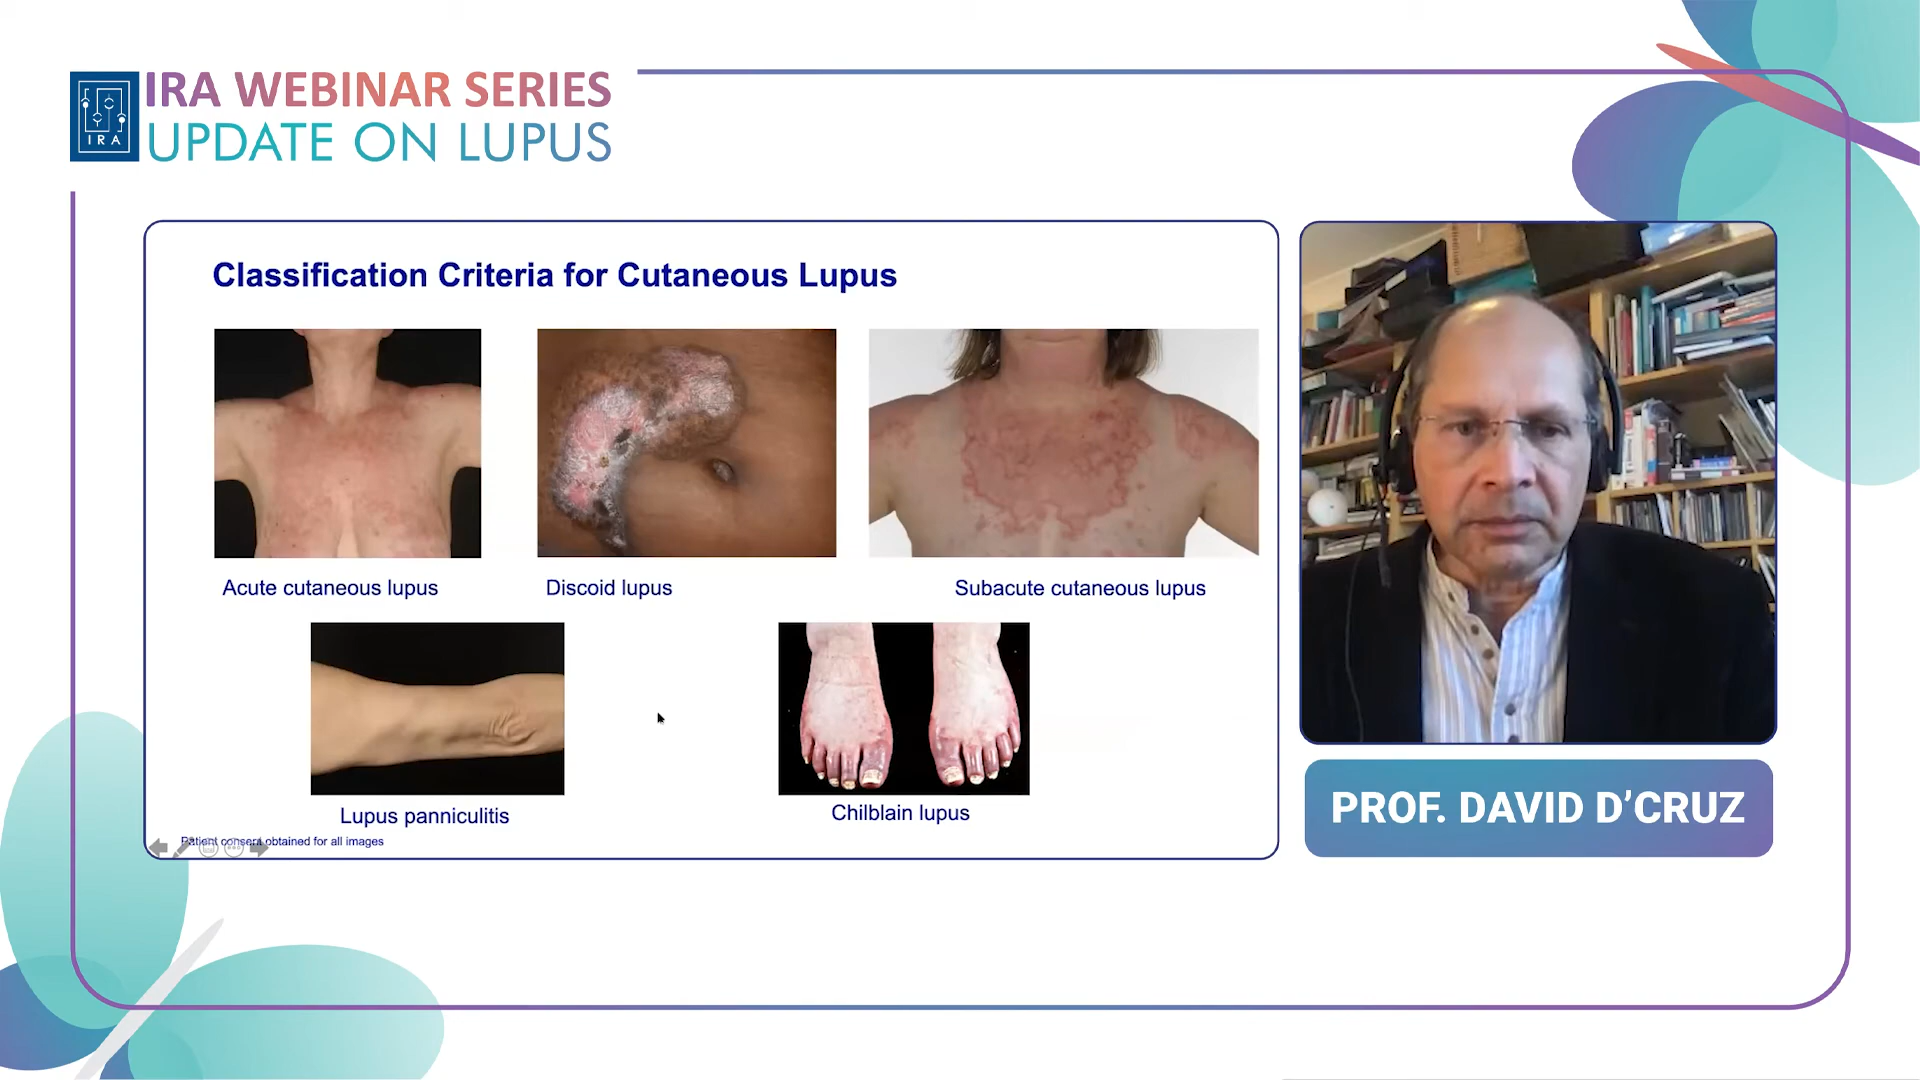 IRA WEBINAR SERIES
IRA
UPDATE ON LUPUS
Classification Criteria for Cutaneous Lupus
Acute cutaneous lupus
Discoid lupus
Subacute cutaneous lupus
Lupus panniculitis
Chilblain lupus
Patient consent obtained for all images
PROF. DAVID D’CRUZ